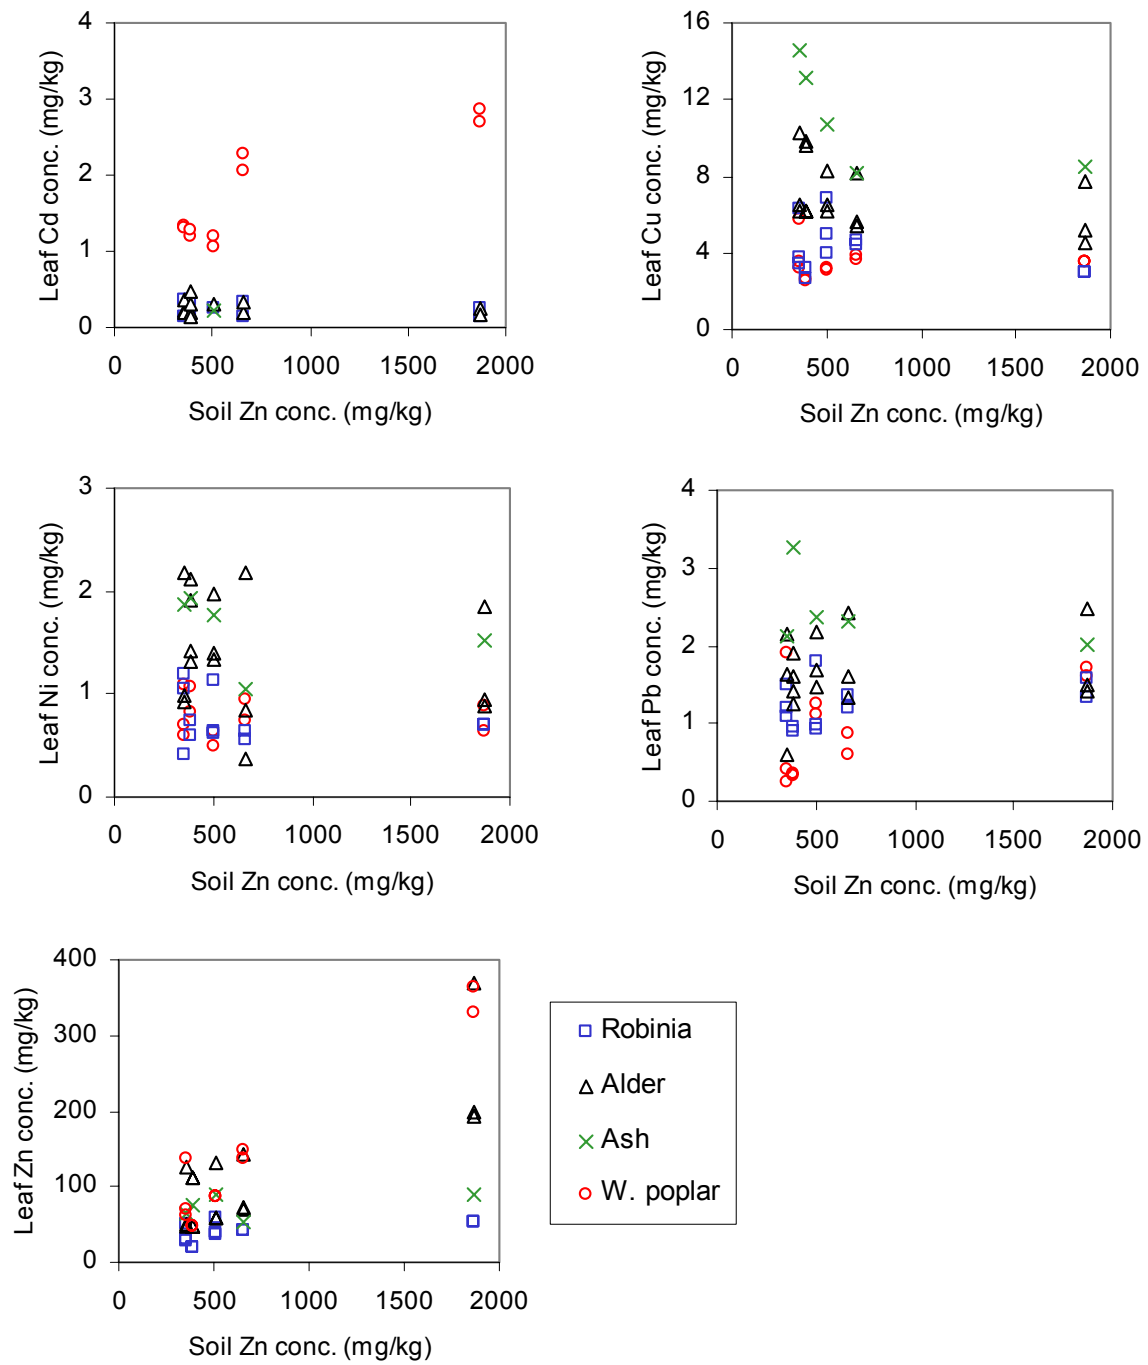 Leaf Cd conc. (mg/kg)
4
3
2
1
0
0 500 1000 1500 2000
Soil Zn conc. (mg/kg)
Leaf Cu conc. (mg/kg)
16
12
8
4
0
0 500 1000 1500 2000
Soil Zn conc. (mg/kg)
Leaf Ni conc. (mg/kg)
3
2
1
0
0 500 1000 1500 2000
Soil Zn conc. (mg/kg)
Leaf Pb conc. (mg/kg)
4
3
2
1
0
0 500 1000 1500 2000
Soil Zn conc. (mg/kg)
Leaf Zn conc. (mg/kg)
400
300
200
100
0
0 500 1000 1500 2000
Soil Zn conc. (mg/kg)
Robinia
Alder
Ash
W. poplar